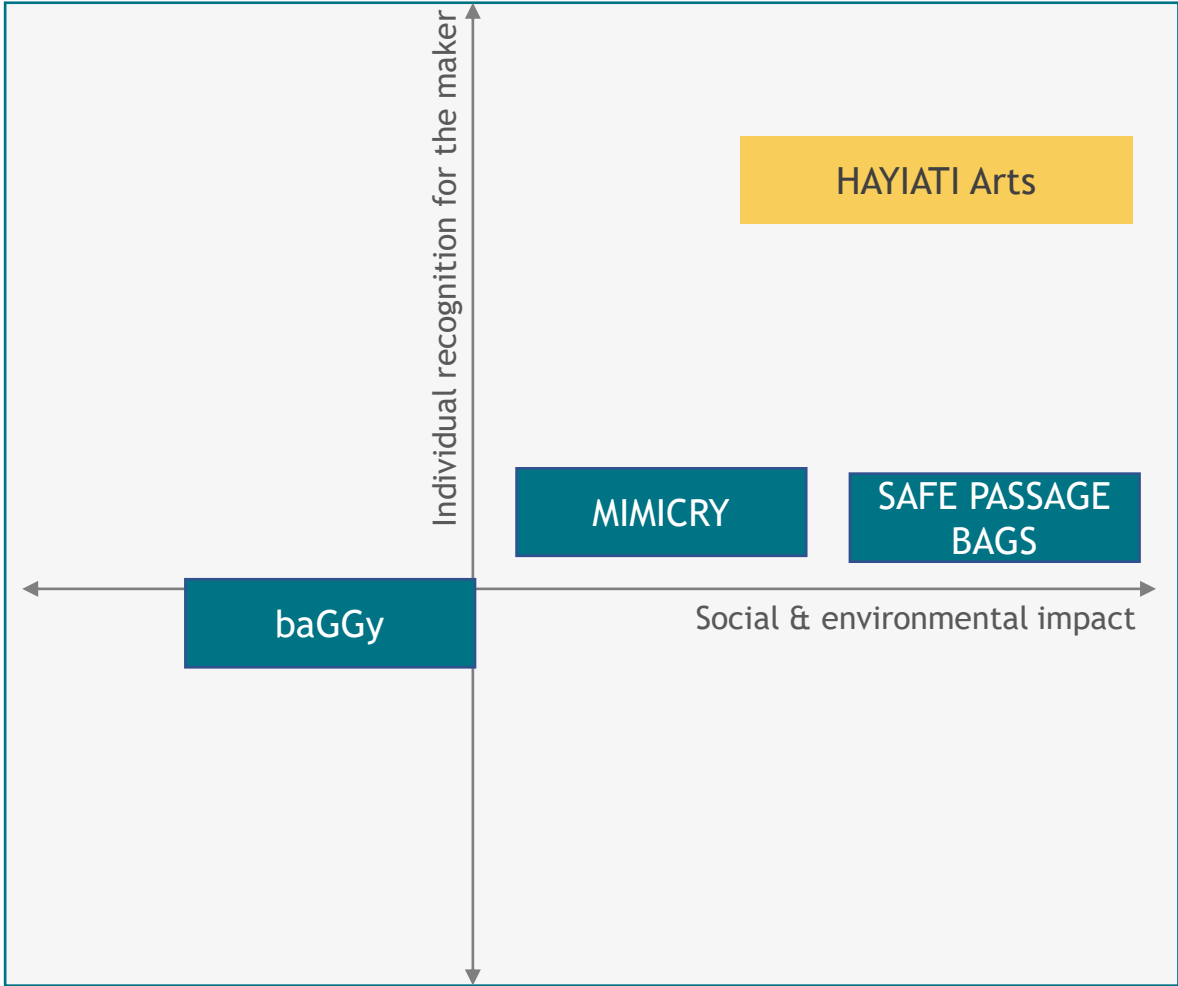 Individual recognition for the maker
HAYIATI Arts
MIMICRY
SAFE PASSAGE
BAGS
baGGy
Social & environmental impact